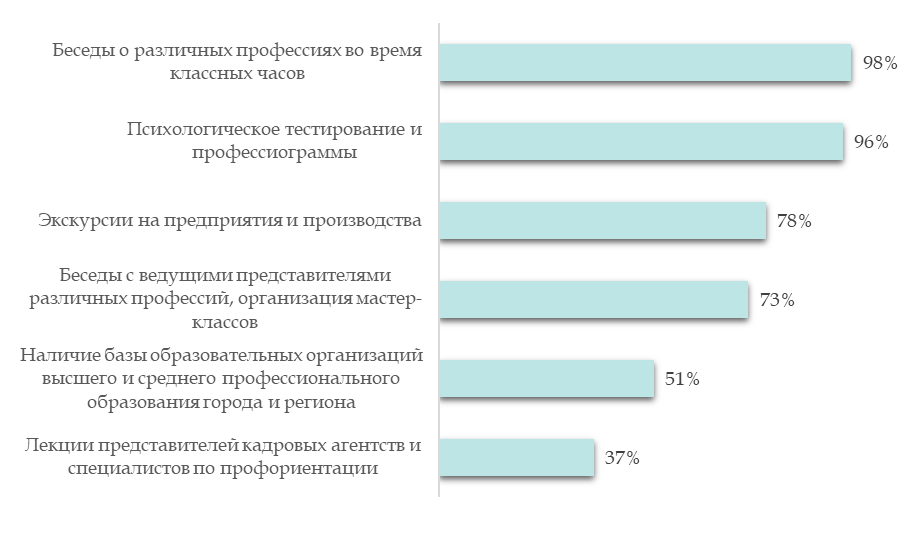 Беседы о различных профессиях во время
классных часов
98%
Психологическое тестирование и
профессиограммы
96%
Экскурсии на предприятия и производства
78%
Беседы с ведущими представителями
различных профессий, организация мастер-
классов
73%
Наличие базы образовательных организаций
высшего и среднего профессионального
образования города и региона
51%
Лекции представителей кадровых агентств и
специалистов по профориентации
37%